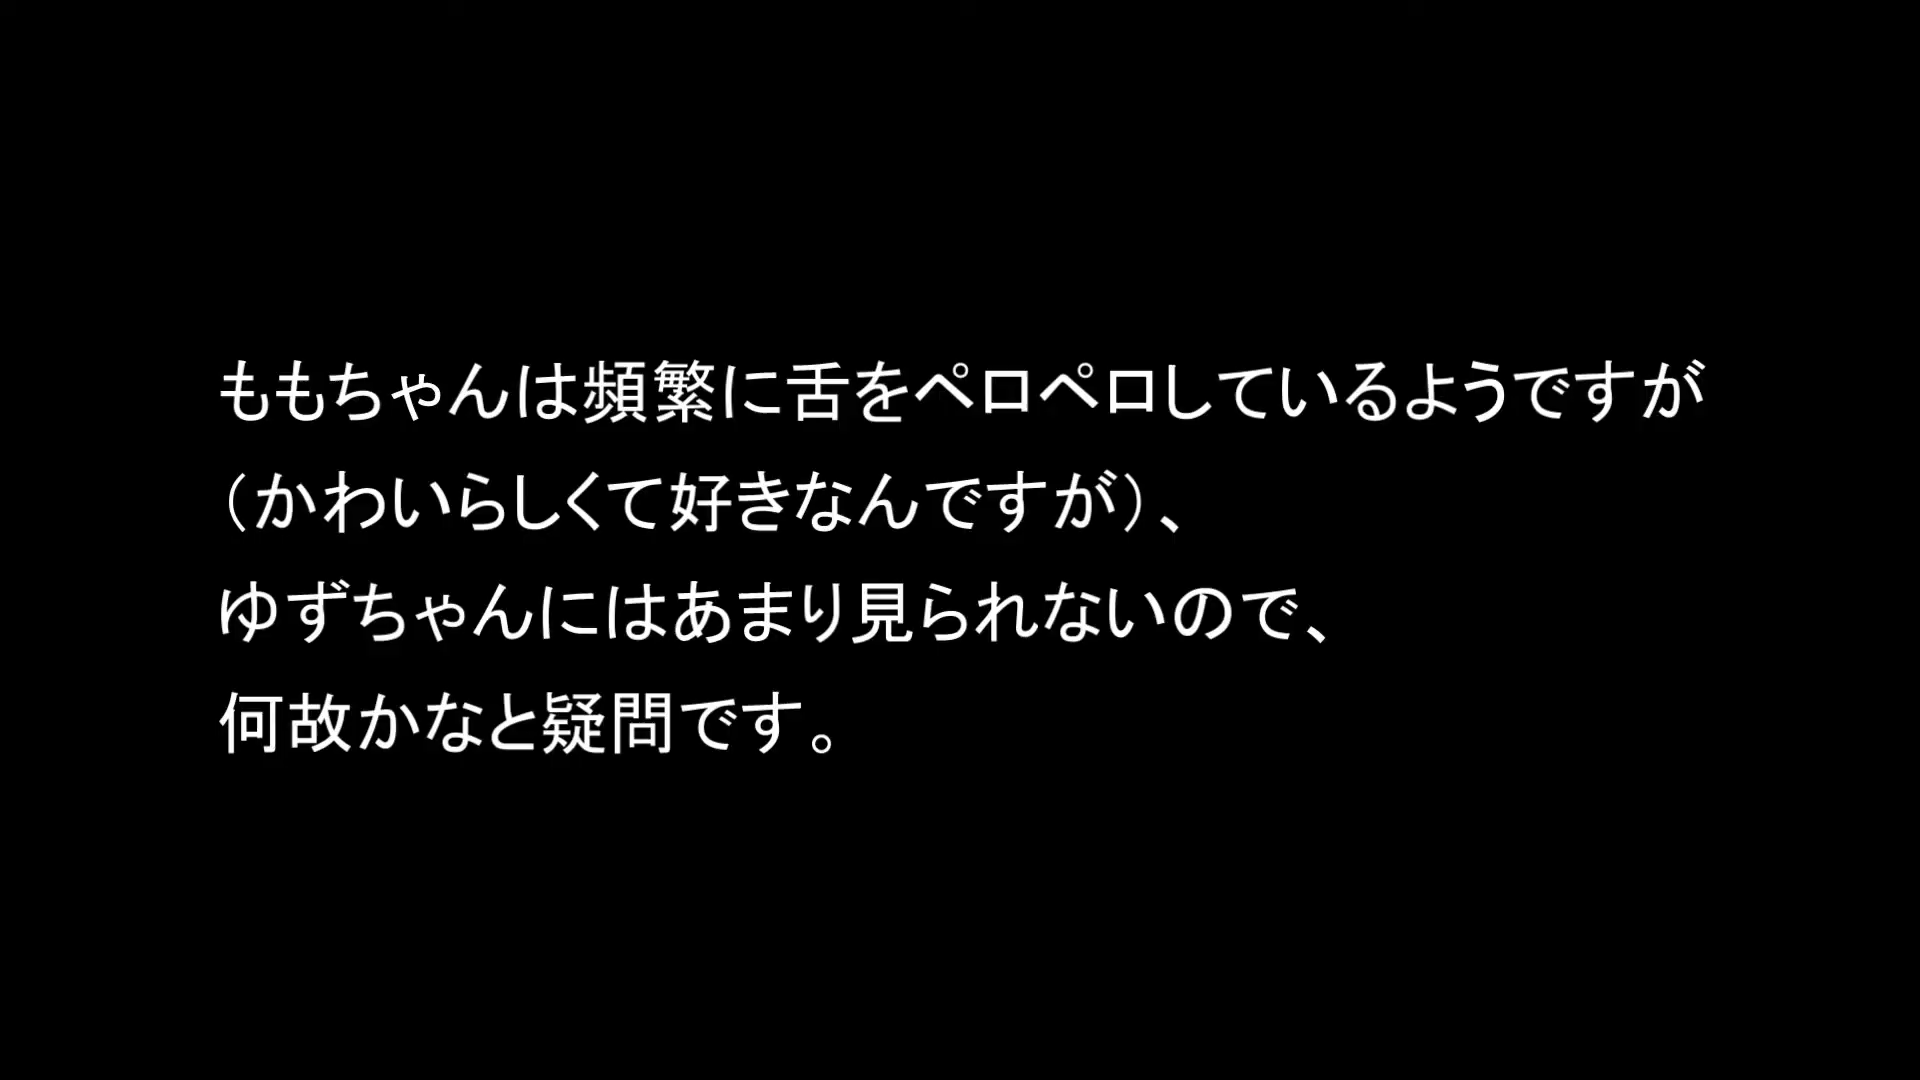 ももちゃんは頻繁に舌をペロペロしているようですが
（かわいらしくて好きなんですが）、
ゆずちゃんにはあまり見られないので、
何故かなと疑問です。